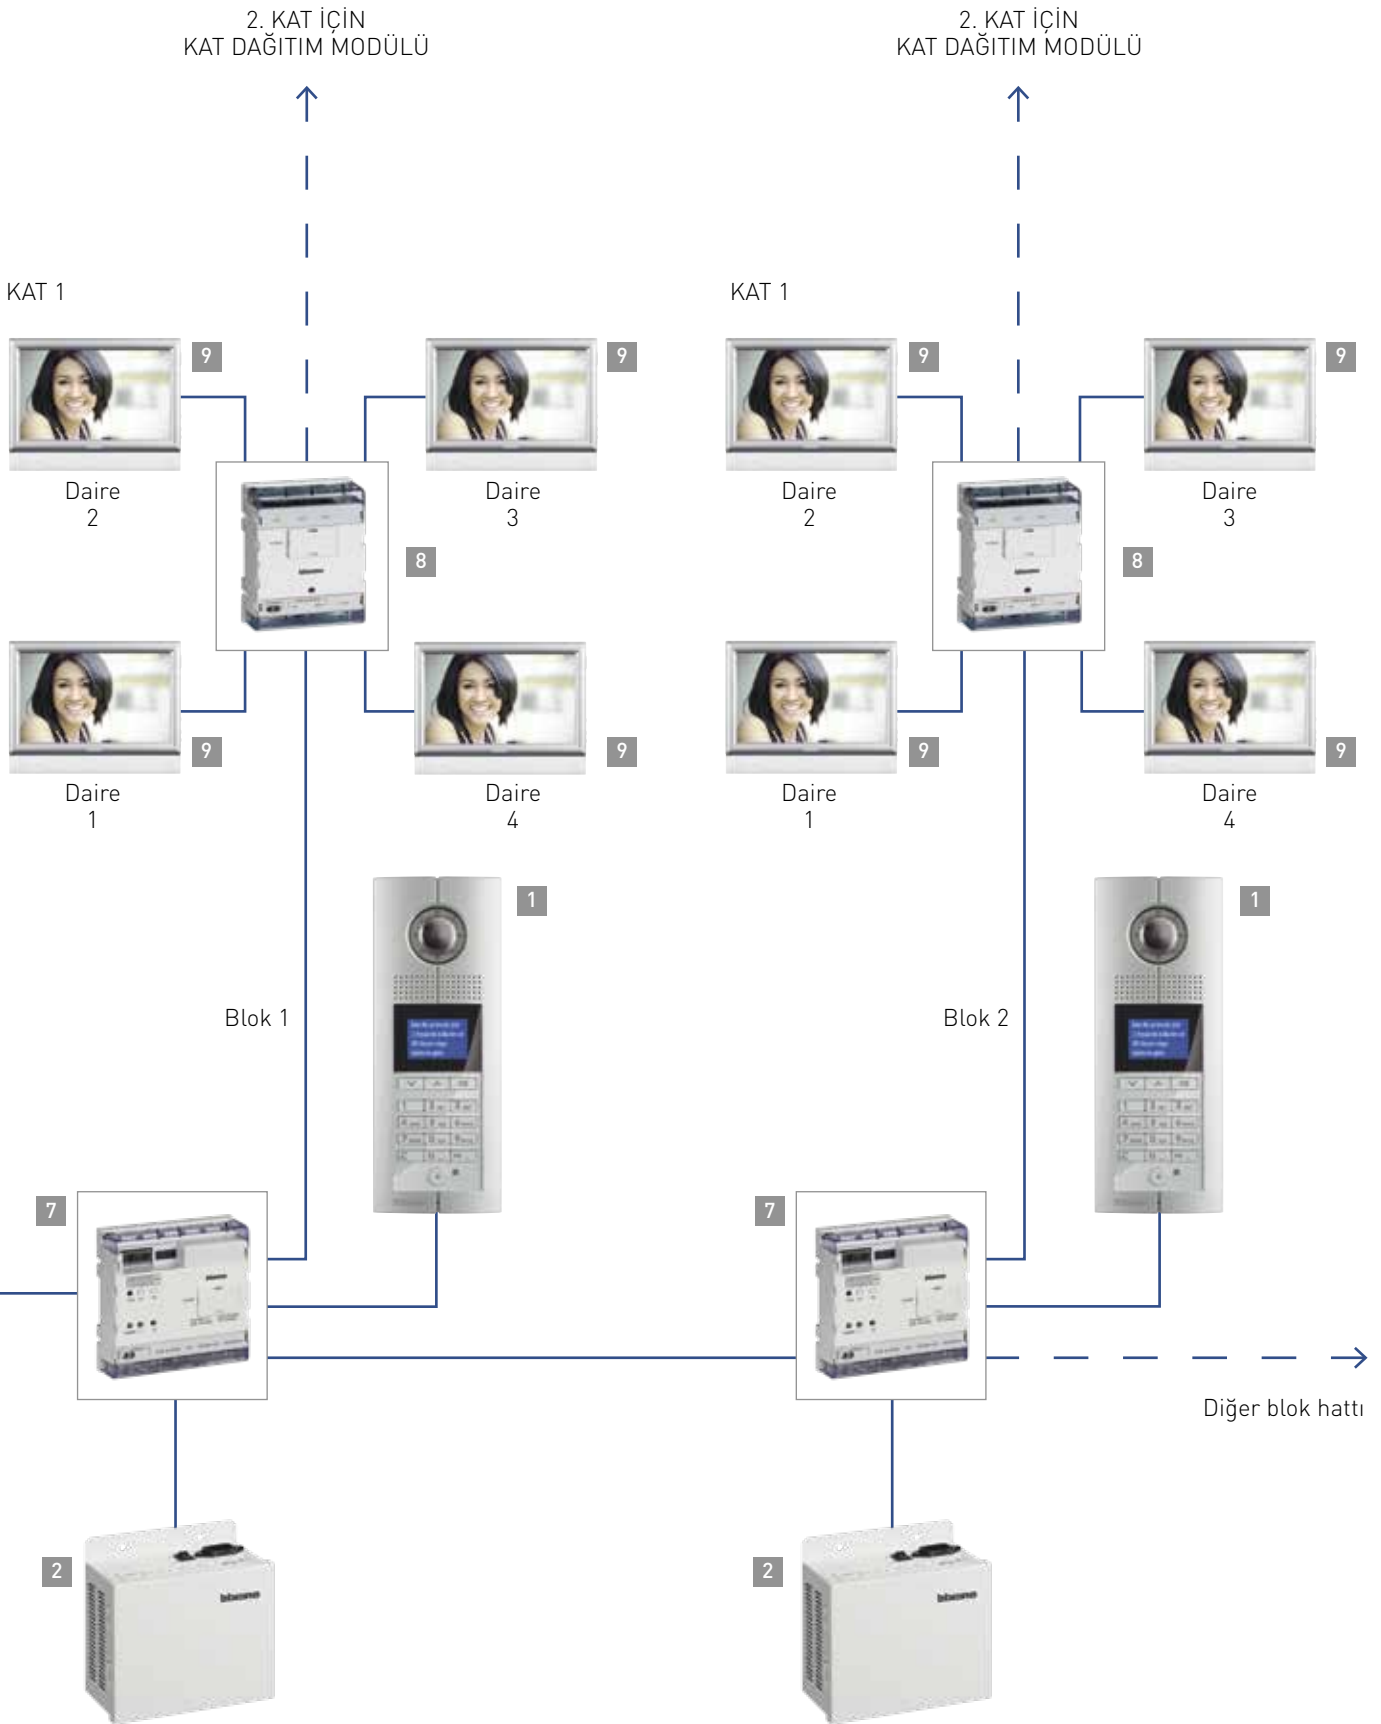 2. KAT İÇİN
KAT DAĞITIM MODÜLÜ
2. KAT İÇİN
KAT DAĞITIM MODÜLÜ
KAT 1
KAT 1
9
9
9
9
Daire
2
Daire
3
Daire
2
Daire
3
8
8
9
9
9
9
Daire
1
Daire
4
Daire
1
Daire
4
1
1
Blok 1
Blok 2
7
7
Diğer blok hattı
2
2
bticino
bticino